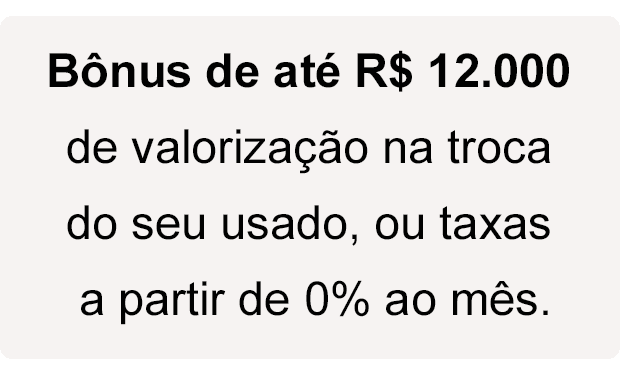 Bônus de até R$ 12.000
de valorização na troca
do seu usado, ou taxas
a partir de 0% ao mês.